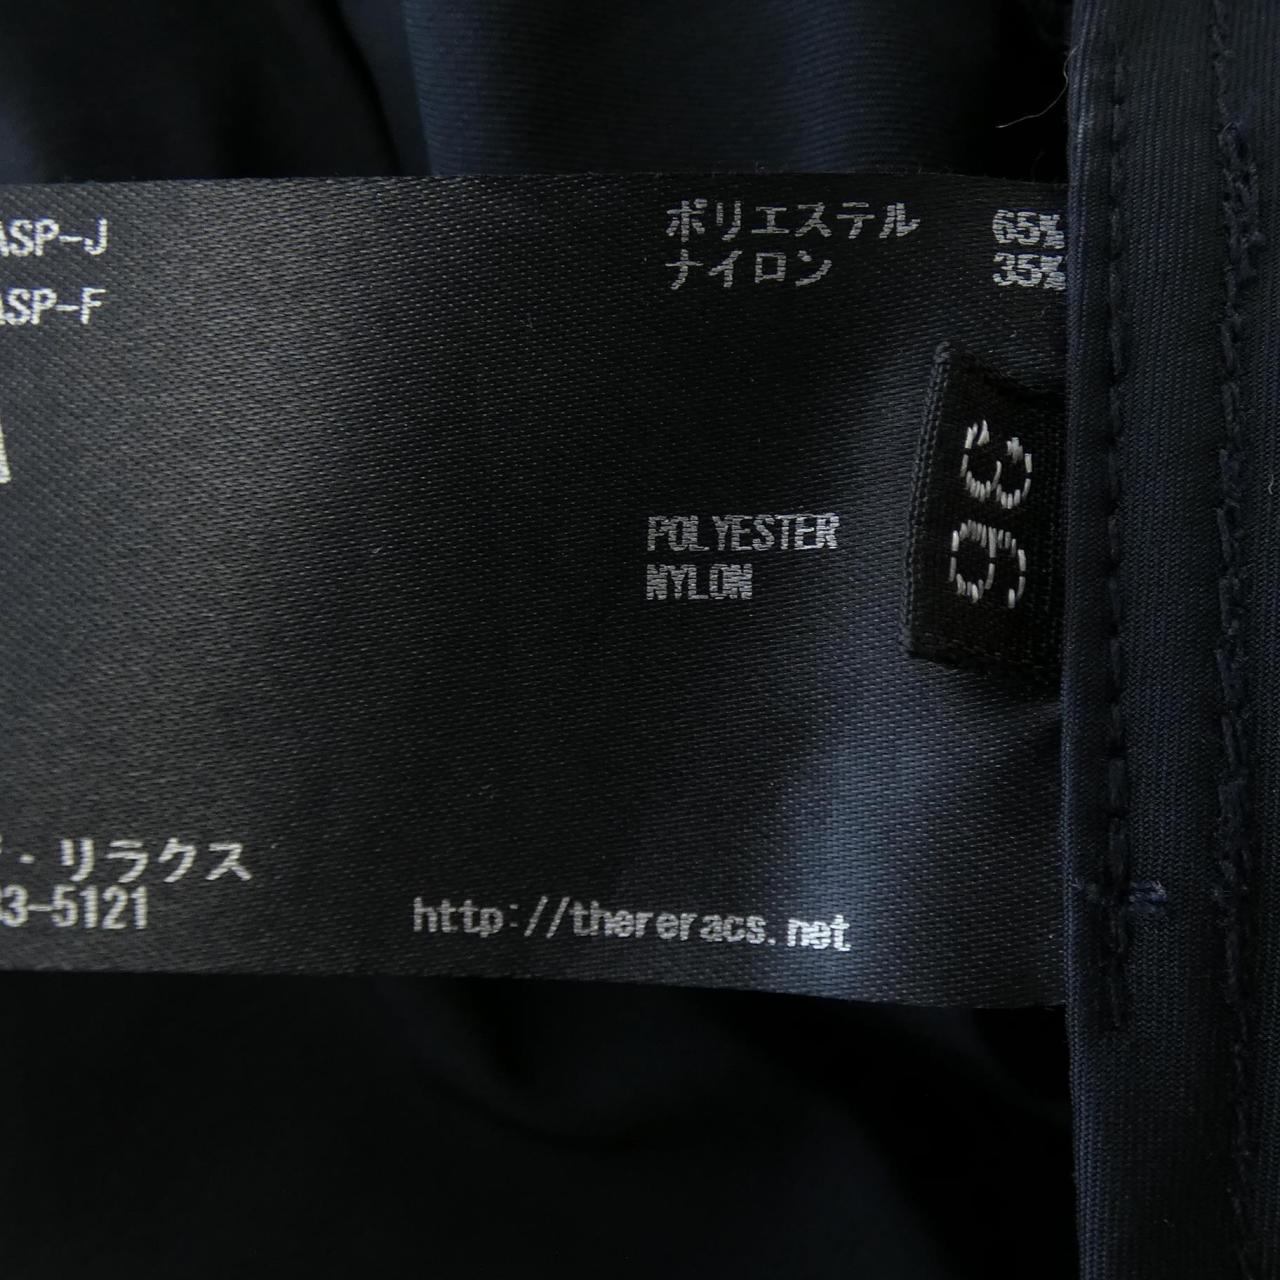 ASP-J
ASP-F
ポリエステル 65%
ナイロン 35%
36
POLYESTER
NYLON
・リラクス
3-5121
http://thereracs.net